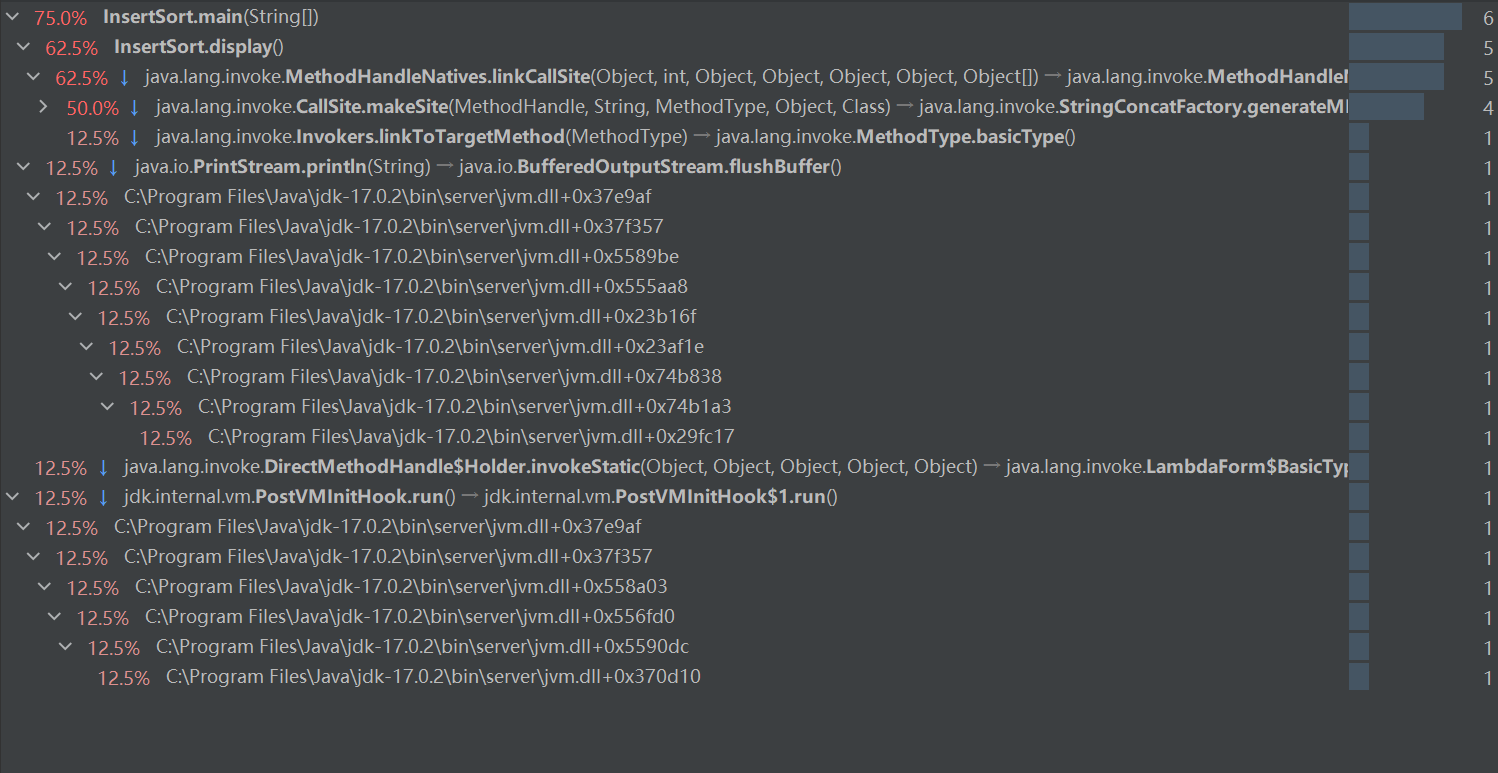 75.0% InsertSort.main(String[]) 6
62.5% InsertSort.display() 5
62.5% ↓ java.lang.invoke.MethodHandleNatives.linkCallSite(Object, int, Object, Object, Object, Object, Object[]) → java.lang.invoke.MethodHandle 5
50.0% ↓ java.lang.invoke.CallSite.makeSite(MethodHandle, String, MethodType, Object, Class) → java.lang.invoke.StringConcatFactory.generateMI 4
12.5% ↓ java.lang.invoke.Invokers.linkToTargetMethod(MethodType) → java.lang.invoke.MethodType.basicType() 1
12.5% ↓ java.io.PrintStream.println(String) → java.io.BufferedOutputStream.flushBuffer() 1
12.5% C:\Program Files\Java\jdk-17.0.2\bin\server\jvm.dll+0x37e9af 1
12.5% C:\Program Files\Java\jdk-17.0.2\bin\server\jvm.dll+0x37f357 1
12.5% C:\Program Files\Java\jdk-17.0.2\bin\server\jvm.dll+0x5589be 1
12.5% C:\Program Files\Java\jdk-17.0.2\bin\server\jvm.dll+0x555aa8 1
12.5% C:\Program Files\Java\jdk-17.0.2\bin\server\jvm.dll+0x23b16f 1
12.5% C:\Program Files\Java\jdk-17.0.2\bin\server\jvm.dll+0x23af1e 1
12.5% C:\Program Files\Java\jdk-17.0.2\bin\server\jvm.dll+0x74b838 1
12.5% C:\Program Files\Java\jdk-17.0.2\bin\server\jvm.dll+0x74b1a3 1
12.5% C:\Program Files\Java\jdk-17.0.2\bin\server\jvm.dll+0x29fc17 1
12.5% ↓ java.lang.invoke.DirectMethodHandle$Holder.invokeStatic(Object, Object, Object, Object, Object) → java.lang.invoke.LambdaForm$BasicTyp 1
12.5% ↓ jdk.internal.vm.PostVMInitHook.run() → jdk.internal.vm.PostVMInitHook$1.run() 1
12.5% C:\Program Files\Java\jdk-17.0.2\bin\server\jvm.dll+0x37e9af 1
12.5% C:\Program Files\Java\jdk-17.0.2\bin\server\jvm.dll+0x37f357 1
12.5% C:\Program Files\Java\jdk-17.0.2\bin\server\jvm.dll+0x558a03 1
12.5% C:\Program Files\Java\jdk-17.0.2\bin\server\jvm.dll+0x556fd0 1
12.5% C:\Program Files\Java\jdk-17.0.2\bin\server\jvm.dll+0x5590dc 1
12.5% C:\Program Files\Java\jdk-17.0.2\bin\server\jvm.dll+0x370d10 1